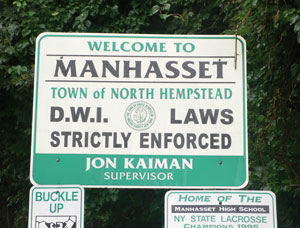 WELCOME TO
MANHASSET
TOWN OF NORTH HEMPSTEAD
D.W.I. LAWS
STRICTLY ENFORCED
JON KAIMAN
SUPERVISOR
BUCKLE
UP
HOME OF THE
MANHASSET HIGH SCHOOL
NY STATE LACROSSE
CHAMPIONS 1995